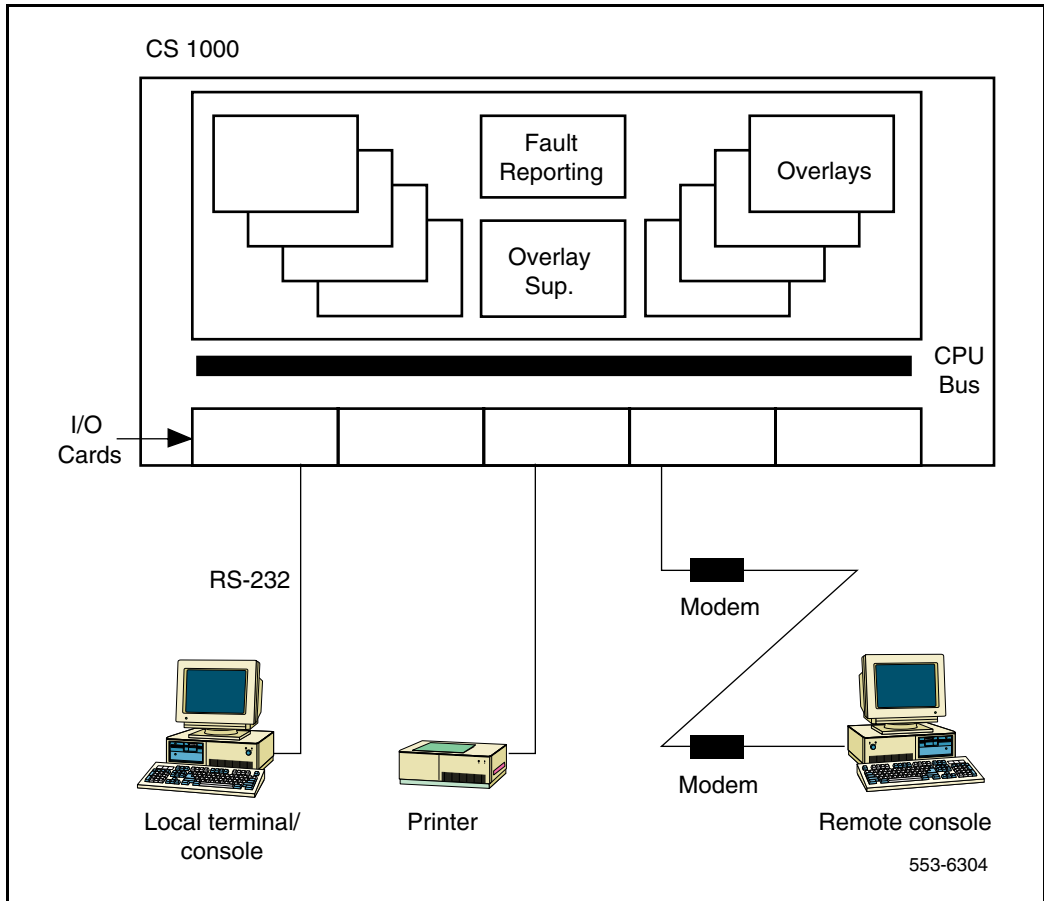 CS 1000
Fault
Reporting
Overlays
Overlay
Sup.
CPU
Bus
I/O
Cards
RS-232
Modem
Modem
Local terminal/
console
Printer
Remote console
553-6304